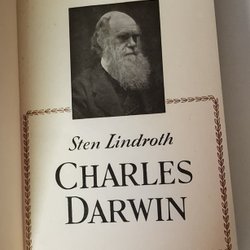 Sten Lindroth
CHARLES
DARWIN